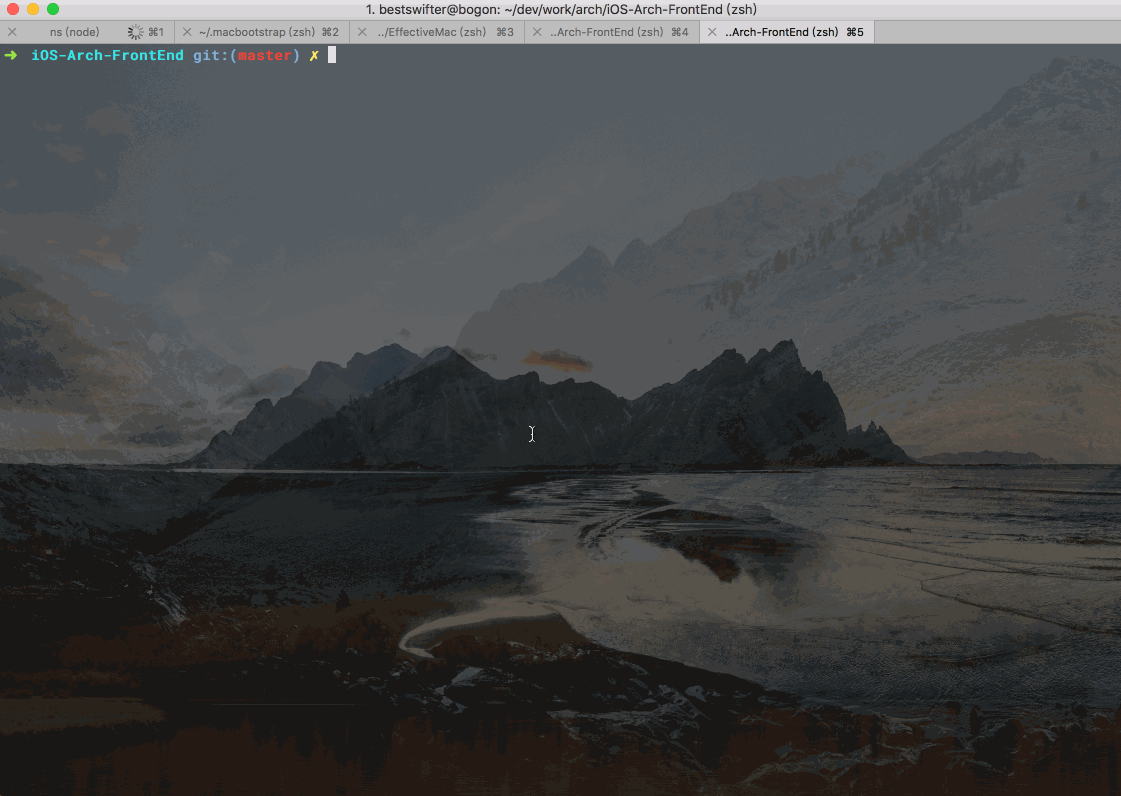 1. bestswifter@bogon: ~/dev/work/arch/iOS-Arch-FrontEnd (zsh)
ns (node) ⌘1 ~/.macbootstrap (zsh) ⌘2 ../EffectiveMac (zsh) ⌘3 ..Arch-FrontEnd (zsh) ⌘4 ..Arch-FrontEnd (zsh) ⌘5
➜ iOS-Arch-FrontEnd git:(master) ✗